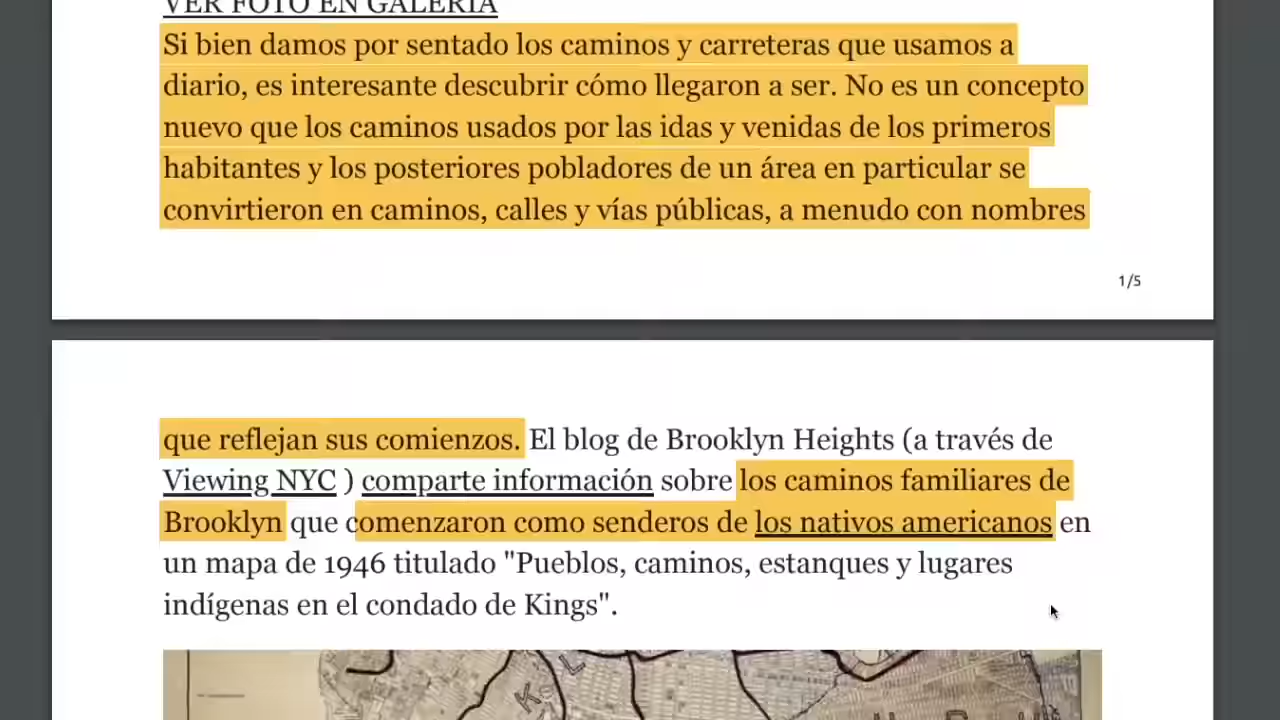 VER FOTO EN GALERÍA
Si bien damos por sentado los caminos y carreteras que usamos a
diario, es interesante descubrir cómo llegaron a ser. No es un concepto
nuevo que los caminos usados por las idas y venidas de los primeros
habitantes y los posteriores pobladores de un área en particular se
convirtieron en caminos, calles y vías públicas, a menudo con nombres
1/5
que reflejan sus comienzos. El blog de Brooklyn Heights (a través de
Viewing NYC ) comparte información sobre los caminos familiares de
Brooklyn que comenzaron como senderos de los nativos americanos en
un mapa de 1946 titulado "Pueblos, caminos, estanques y lugares
indígenas en el condado de Kings".